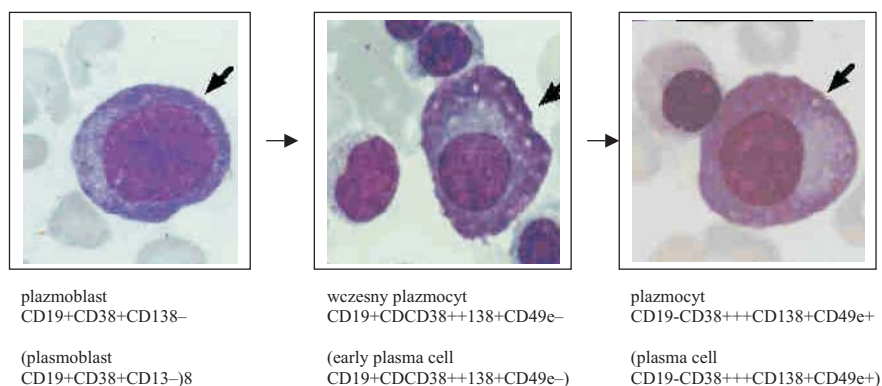 plazmoblast
CD19+CD38+CD138–
(plasmoblast
CD19+CD38+CD13–)8
wczesny plazmocyt
CD19+CDCD38++138+CD49e–
(early plasma cell
CD19+CDCD38++138+CD49e–)
plazmocyt
CD19-CD38+++CD138+CD49e+
(plasma cell
CD19-CD38+++CD138+CD49e+)